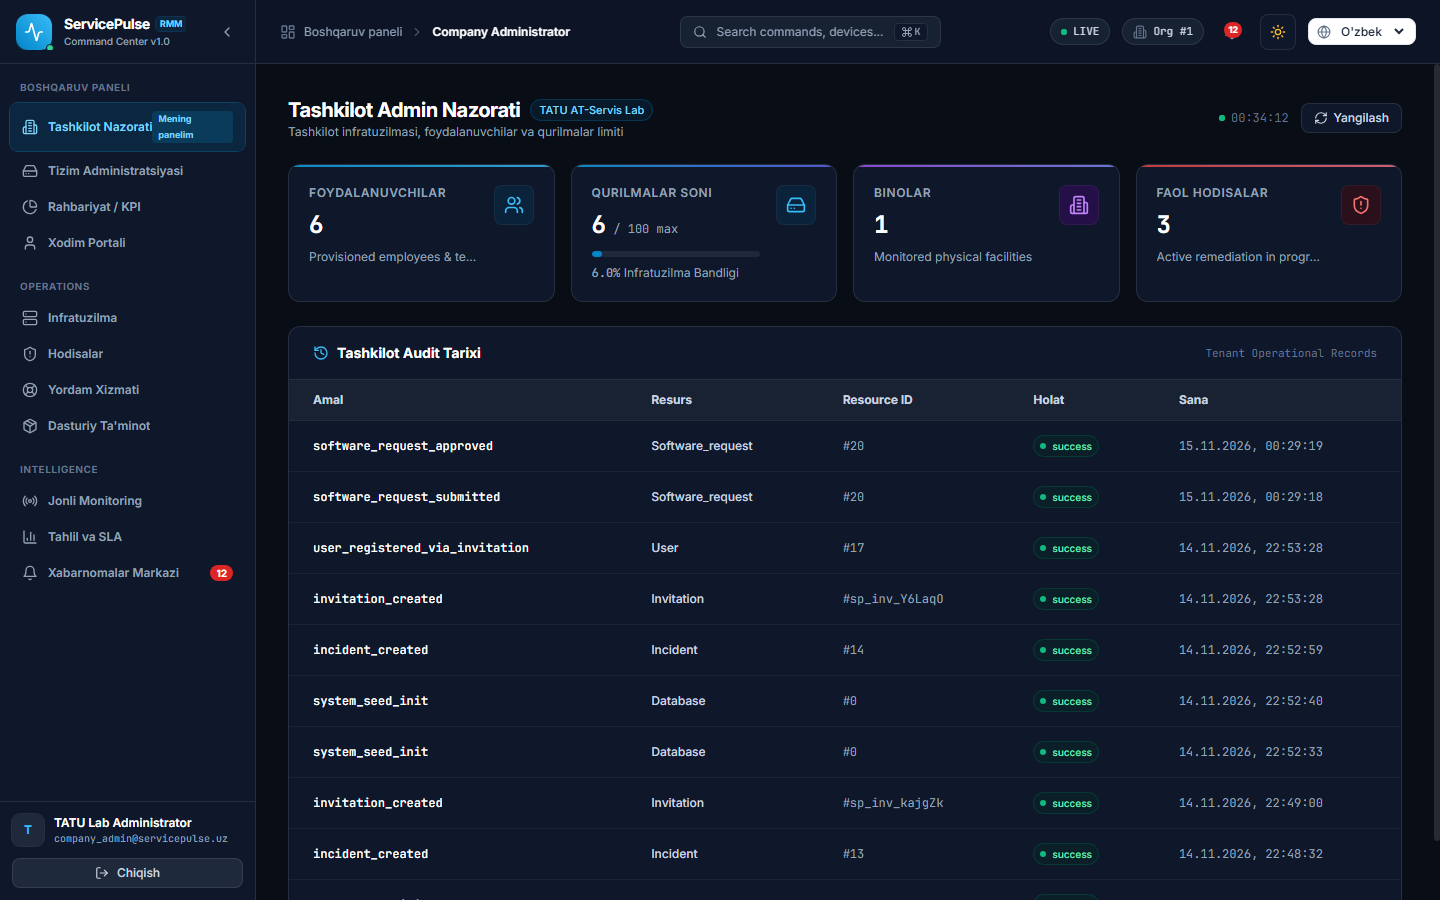 ServicePulse RMM
Command Center v1.0
BOSHQARUV PANELI
Tashkilot Nazorati Mening panelim
Tizim Administratsiyasi
Rahbariyat / KPI
Xodim Portali
OPERATIONS
Infratuzilma
Hodisalar
Yordam Xizmati
Dasturiy Ta'minot
INTELLIGENCE
Jonli Monitoring
Tahlil va SLA
Xabarnomalar Markazi 12
T TATU Lab Administrator
company_admin@servicepulse.uz
Chiqish
Boshqaruv paneli > Company Administrator
Search commands, devices... ⌘K
LIVE
Org #1
12
O'zbek
Tashkilot Admin Nazorati TATU AT-Servis Lab
Tashkilot infratuzilmasi, foydalanuvchilar va qurilmalar limiti
00:34:12 Yangilash
FOYDALANUVCHILAR
6
Provisioned employees & te...
QURILMALAR SONI
6 / 100 max
6.0% Infratuzilma Bandligi
BINOLAR
1
Monitored physical facilities
FAOL HODISALAR
3
Active remediation in progr...
Tashkilot Audit Tarixi Tenant Operational Records
Amal Resurs Resource ID Holat Sana
software_request_approved Software_request #20 success 15.11.2026, 00:29:19
software_request_submitted Software_request #20 success 15.11.2026, 00:29:18
user_registered_via_invitation User #17 success 14.11.2026, 22:53:28
invitation_created Invitation #sp_inv_Y6LaqO success 14.11.2026, 22:53:28
incident_created Incident #14 success 14.11.2026, 22:52:59
system_seed_init Database #0 success 14.11.2026, 22:52:40
system_seed_init Database #0 success 14.11.2026, 22:52:33
invitation_created Invitation #sp_inv_kajgZk success 14.11.2026, 22:49:00
incident_created Incident #13 success 14.11.2026, 22:48:32